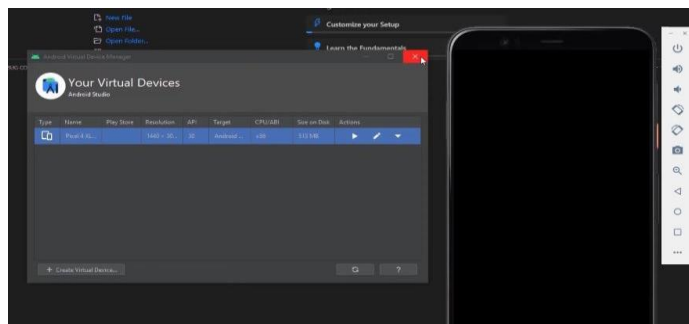 New File
Open File...
Open Folder...
Customize your Setup
Learn the Fundamentals
Android Virtual Device Manager
Your Virtual Devices
Android Studio
Type Name Play Store Resolution API Target CPU/ABI Size on Disk Actions
Pixel 4 XL... 1440 × 30... 30 Android ... x86 513 MB
+ Create Virtual Device...
?